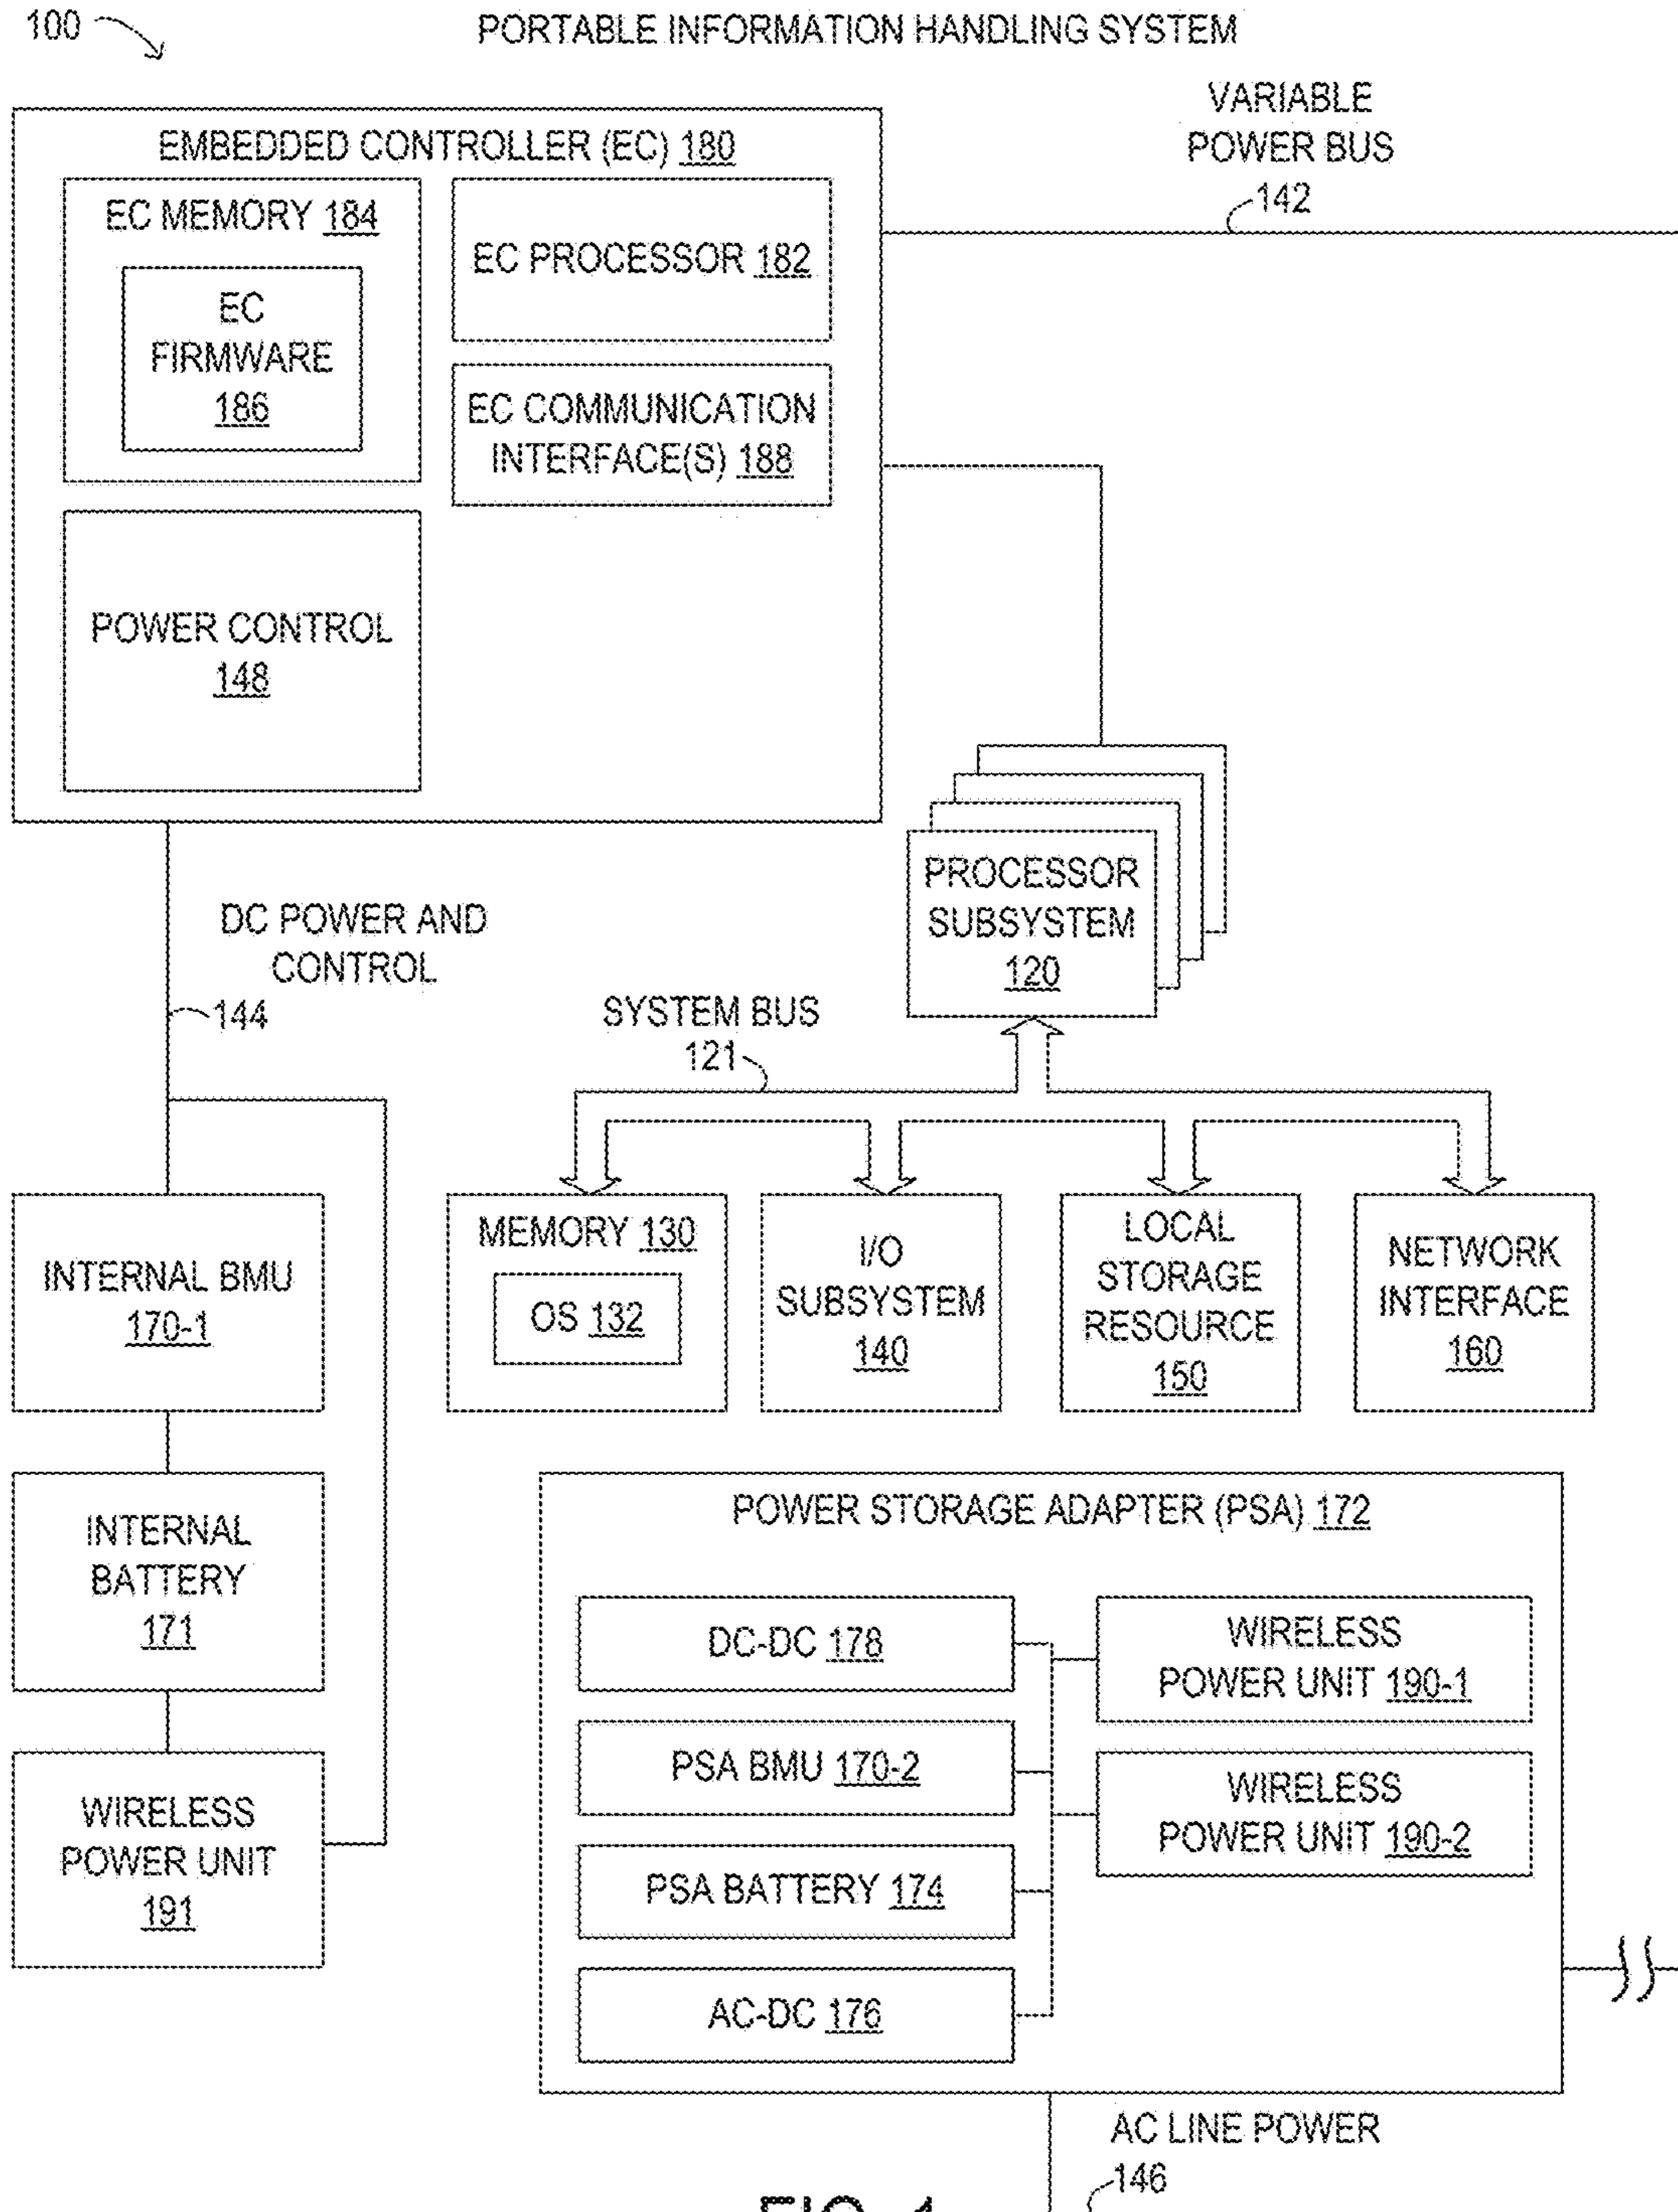 100
PORTABLE INFORMATION HANDLING SYSTEM
VARIABLE
POWER BUS
142
EMBEDDED CONTROLLER (EC) 180
EC MEMORY 184
EC
FIRMWARE
186
EC PROCESSOR 182
EC COMMUNICATION
INTERFACE(S) 188
POWER CONTROL
148
DC POWER AND
CONTROL
144
PROCESSOR
SUBSYSTEM
120
SYSTEM BUS
121
INTERNAL BMU
170-1
MEMORY 130
OS 132
I/O
SUBSYSTEM
140
LOCAL
STORAGE
RESOURCE
150
NETWORK
INTERFACE
160
INTERNAL
BATTERY
171
WIRELESS
POWER UNIT
191
POWER STORAGE ADAPTER (PSA) 172
DC-DC 178
PSA BMU 170-2
PSA BATTERY 174
AC-DC 176
WIRELESS
POWER UNIT 190-1
WIRELESS
POWER UNIT 190-2
AC LINE POWER
146
FIG. 1